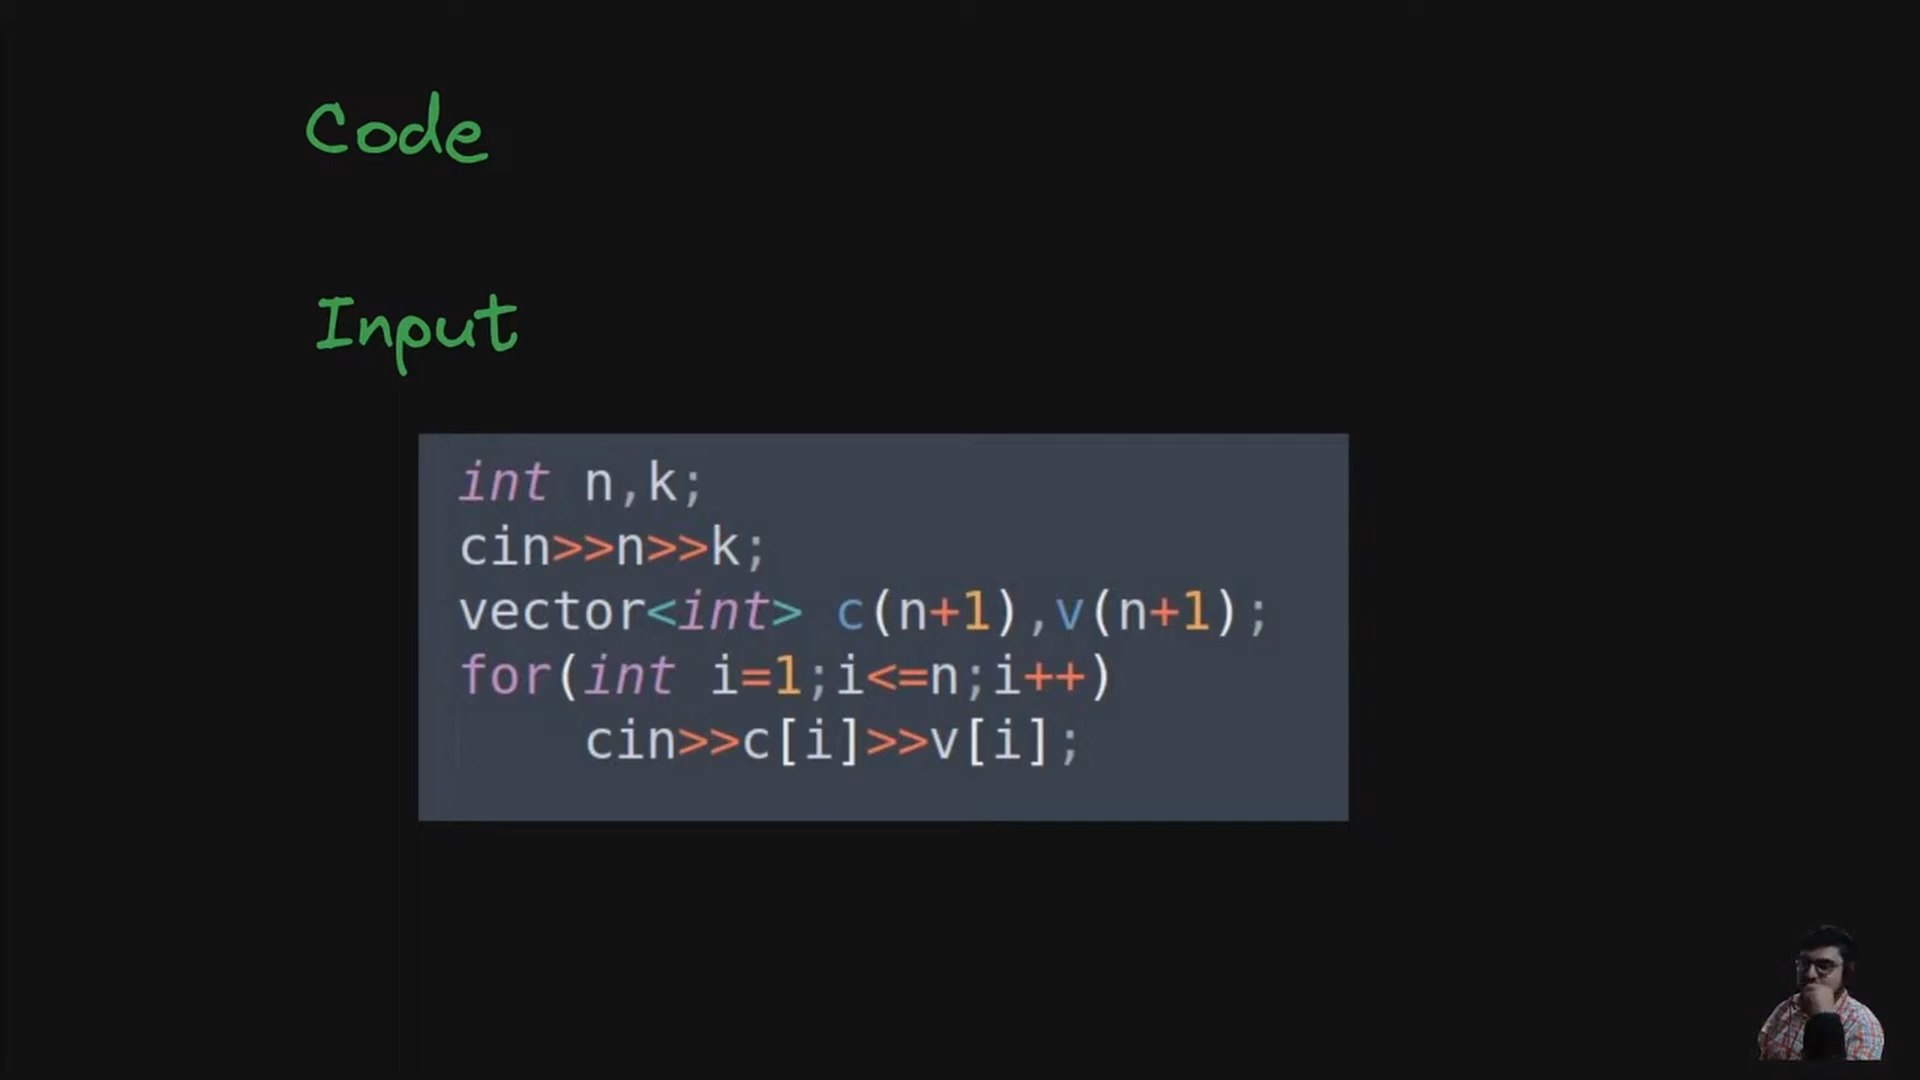 Code
Input
int n,k;
cin>>n>>k;
vector<int> c(n+1),v(n+1);
for(int i=1;i<=n;i++)
    cin>>c[i]>>v[i];